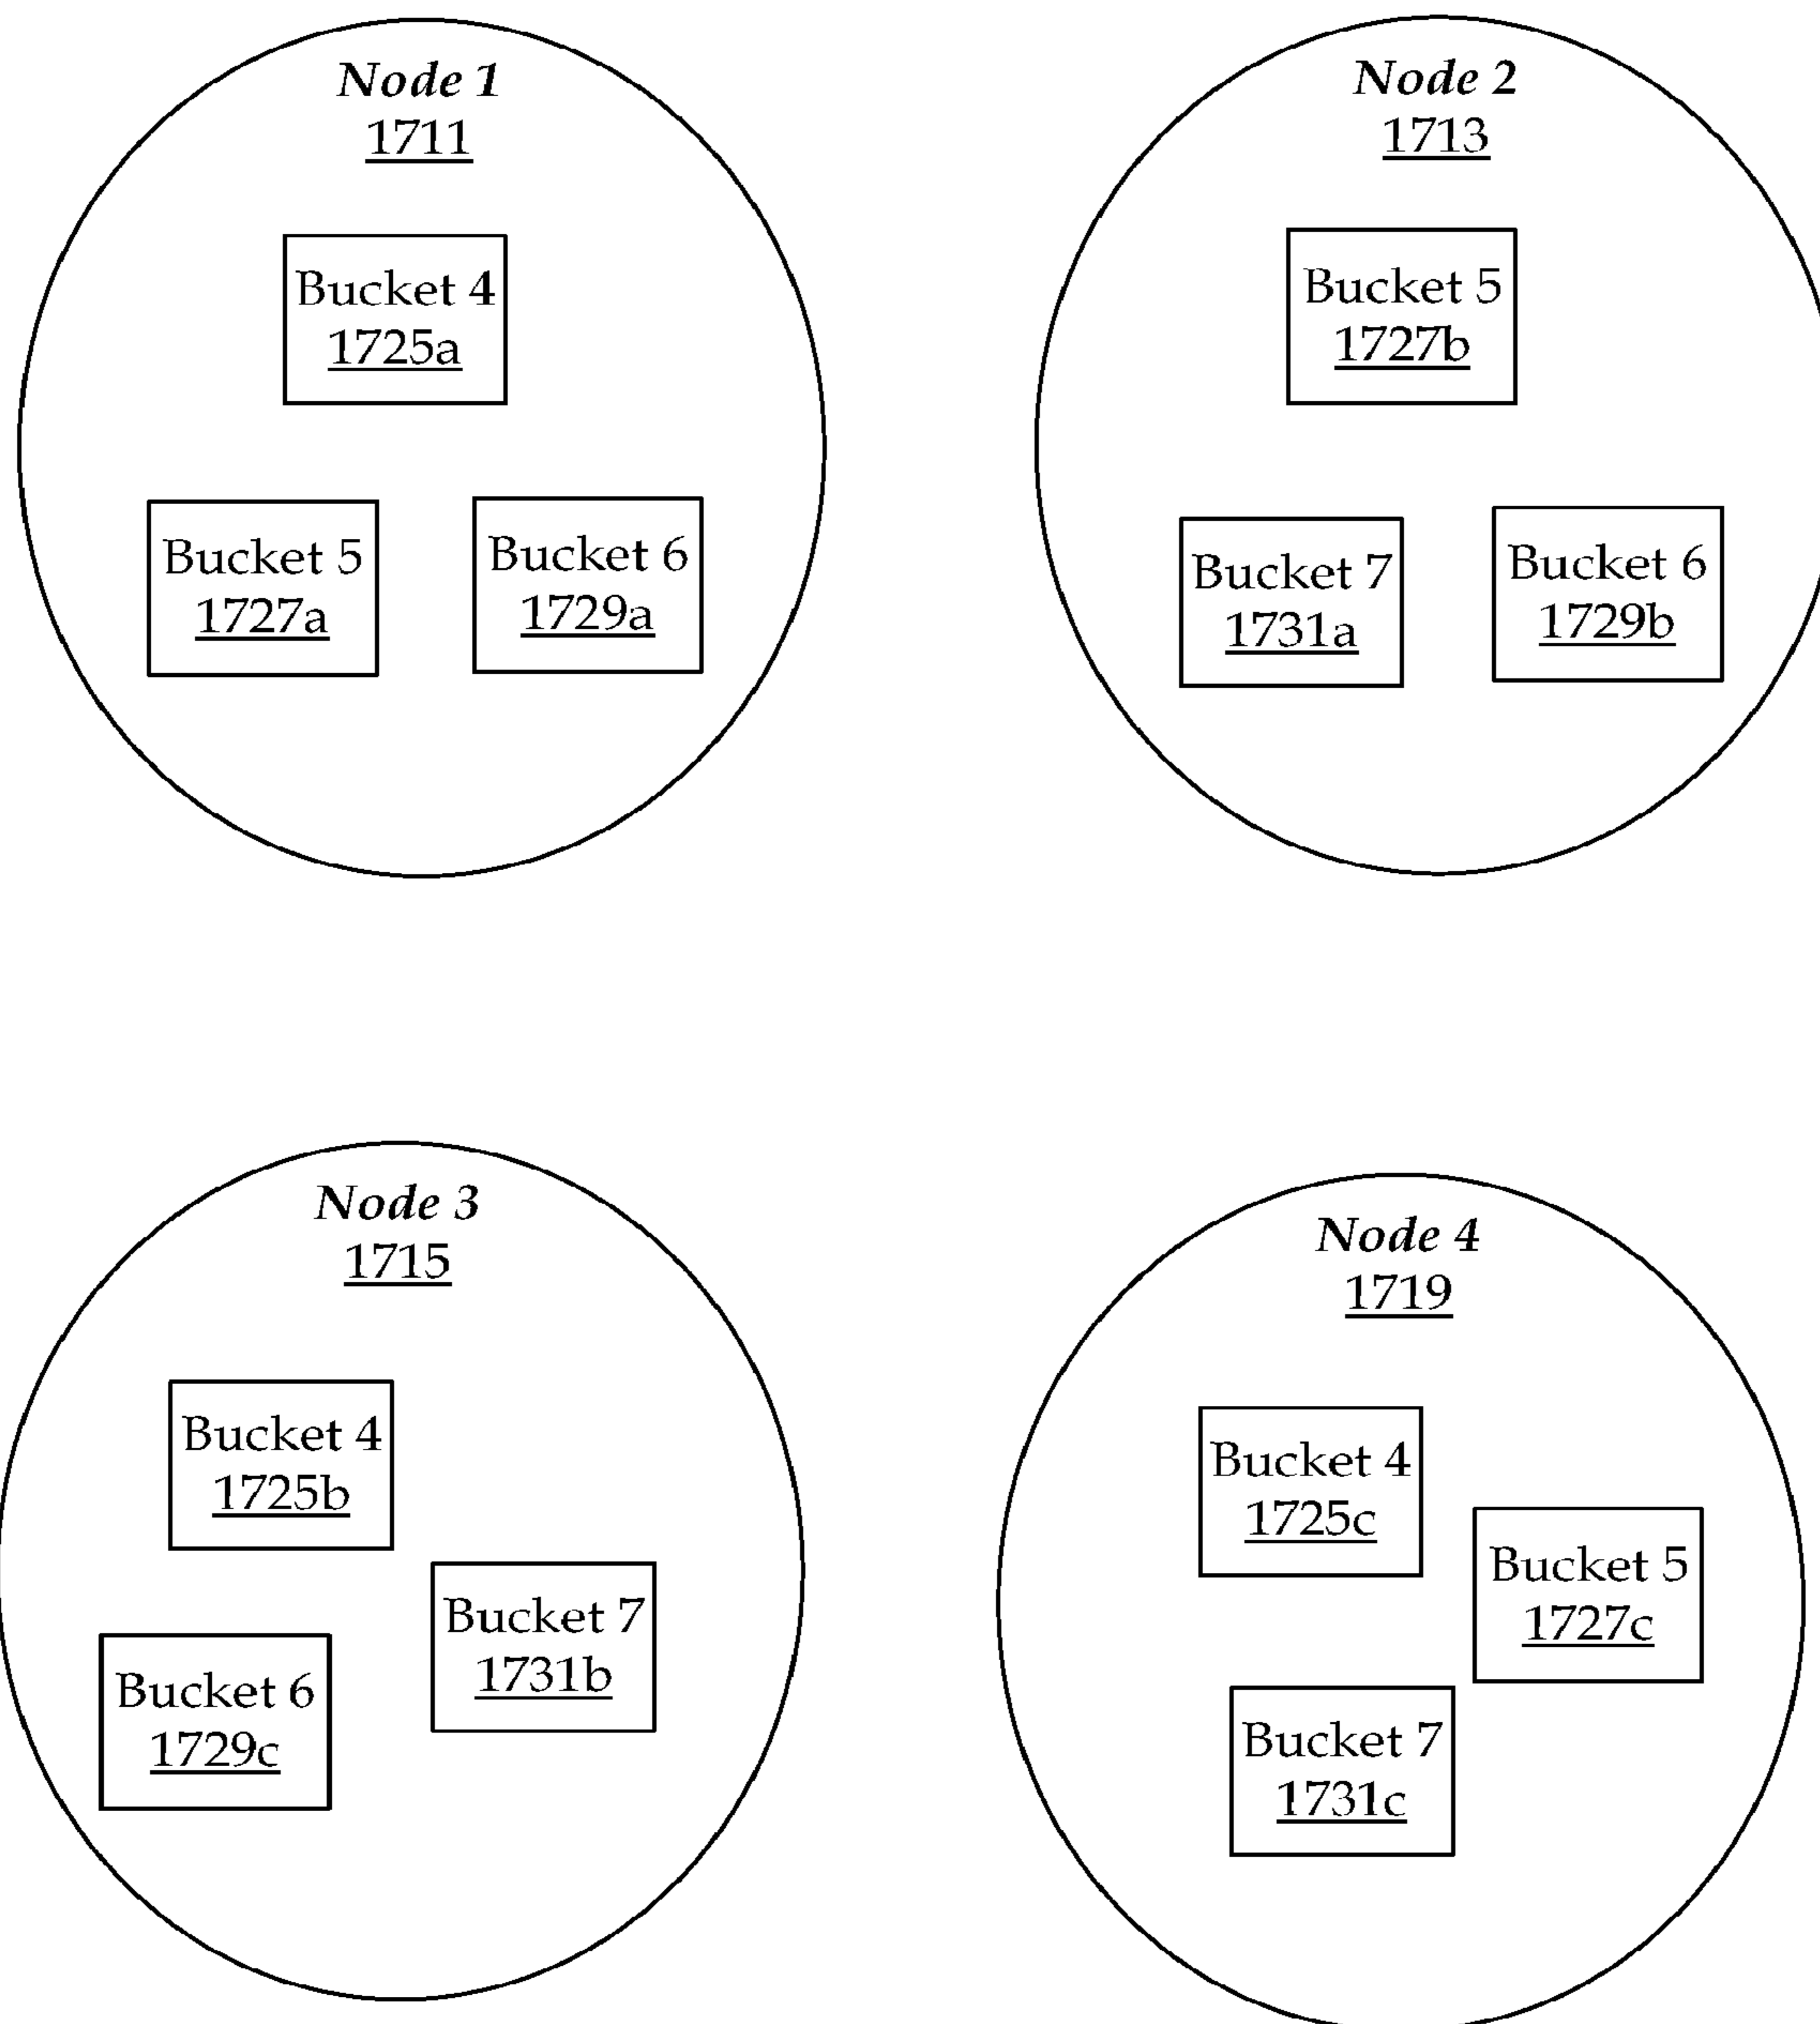 Node 1
1711
Bucket 4
1725a
Bucket 5
1727a
Bucket 6
1729a
Node 2
1713
Bucket 5
1727b
Bucket 7
1731a
Bucket 6
1729b
Node 3
1715
Bucket 4
1725b
Bucket 7
1731b
Bucket 6
1729c
Node 4
1719
Bucket 4
1725c
Bucket 5
1727c
Bucket 7
1731c